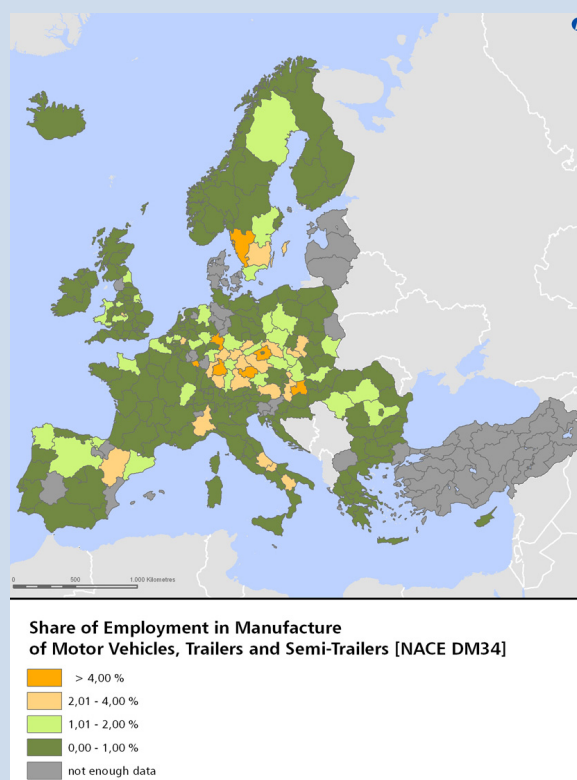 0 500 1.000 Kilometres
Share of Employment in Manufacture
of Motor Vehicles, Trailers and Semi-Trailers [NACE DM34]
> 4,00 %
2,01 - 4,00 %
1,01 - 2,00 %
0,00 - 1,00 %
not enough data